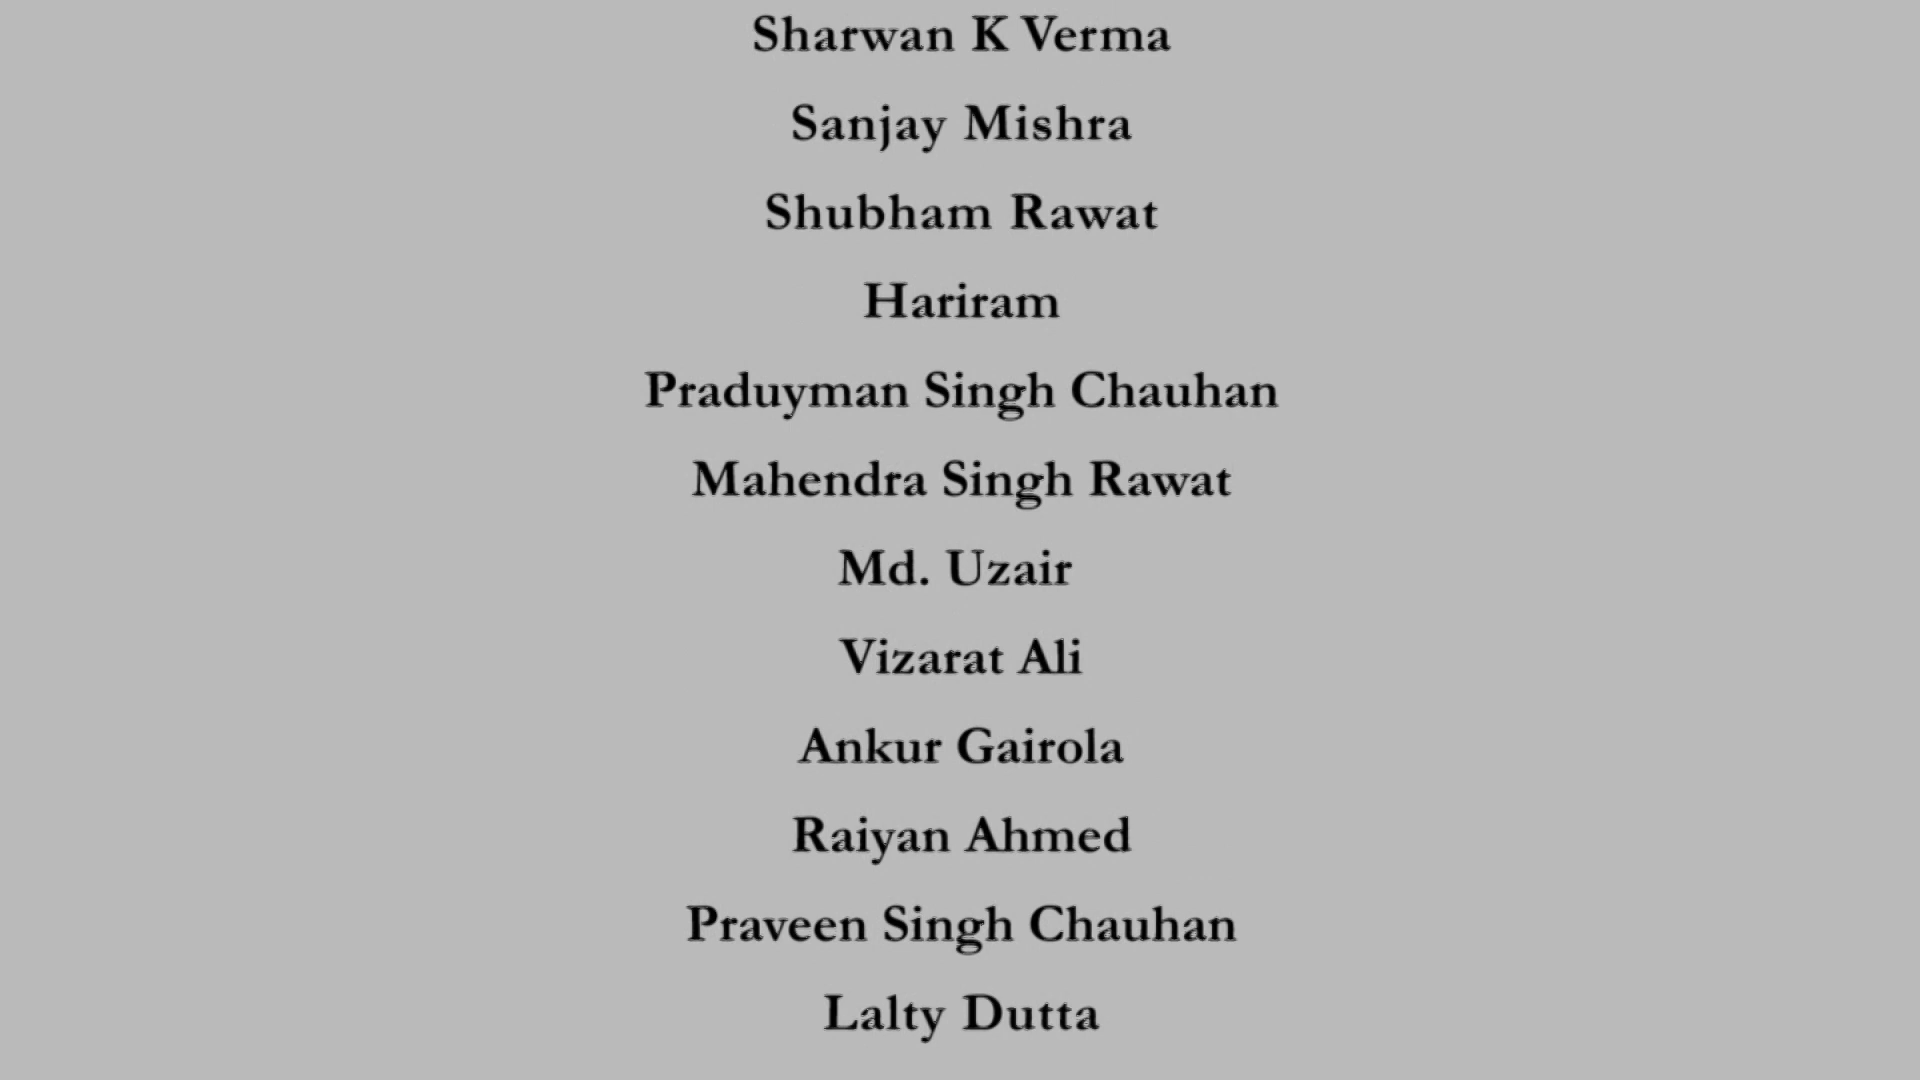 Sharwan K Verma
Sanjay Mishra
Shubham Rawat
Hariram
Praduyman Singh Chauhan
Mahendra Singh Rawat
Md. Uzair
Vizarat Ali
Ankur Gairola
Raiyan Ahmed
Praveen Singh Chauhan
Lalty Dutta